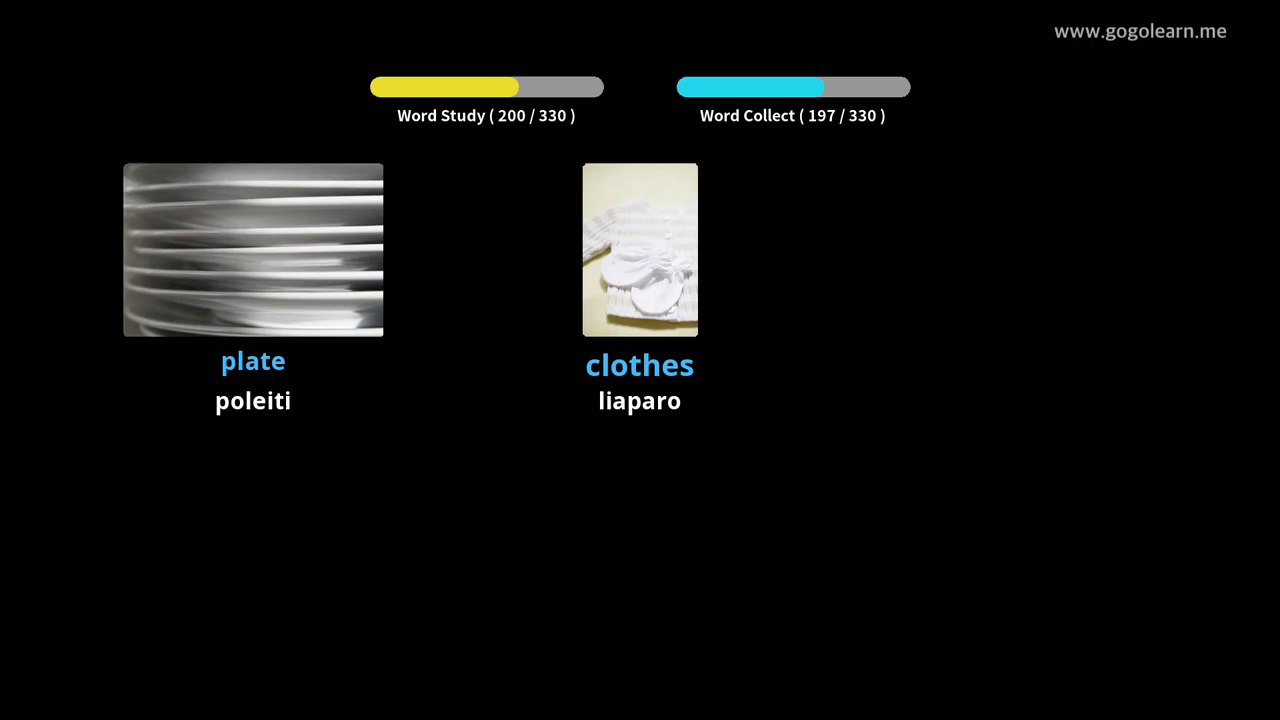 www.gogolearn.me
Word Study ( 200 / 330 )
Word Collect ( 197 / 330 )
plate
poleiti
clothes
liaparo